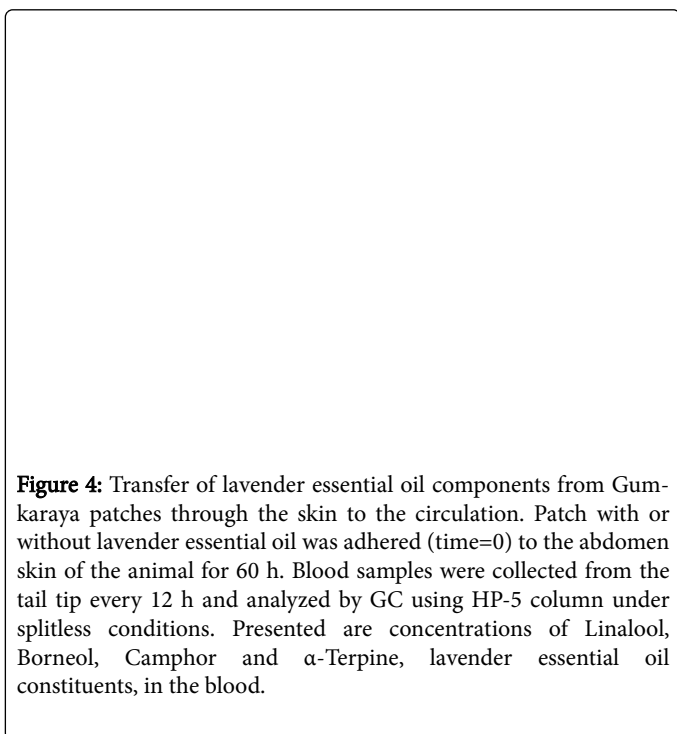 Figure 4: Transfer of lavender essential oil components from Gum-
karaya patches through the skin to the circulation. Patch with or
without lavender essential oil was adhered (time=0) to the abdomen
skin of the animal for 60 h. Blood samples were collected from the
tail tip every 12 h and analyzed by GC using HP-5 column under
splitless conditions. Presented are concentrations of Linalool,
Borneol, Camphor and α-Terpine, lavender essential oil
constituents, in the blood.